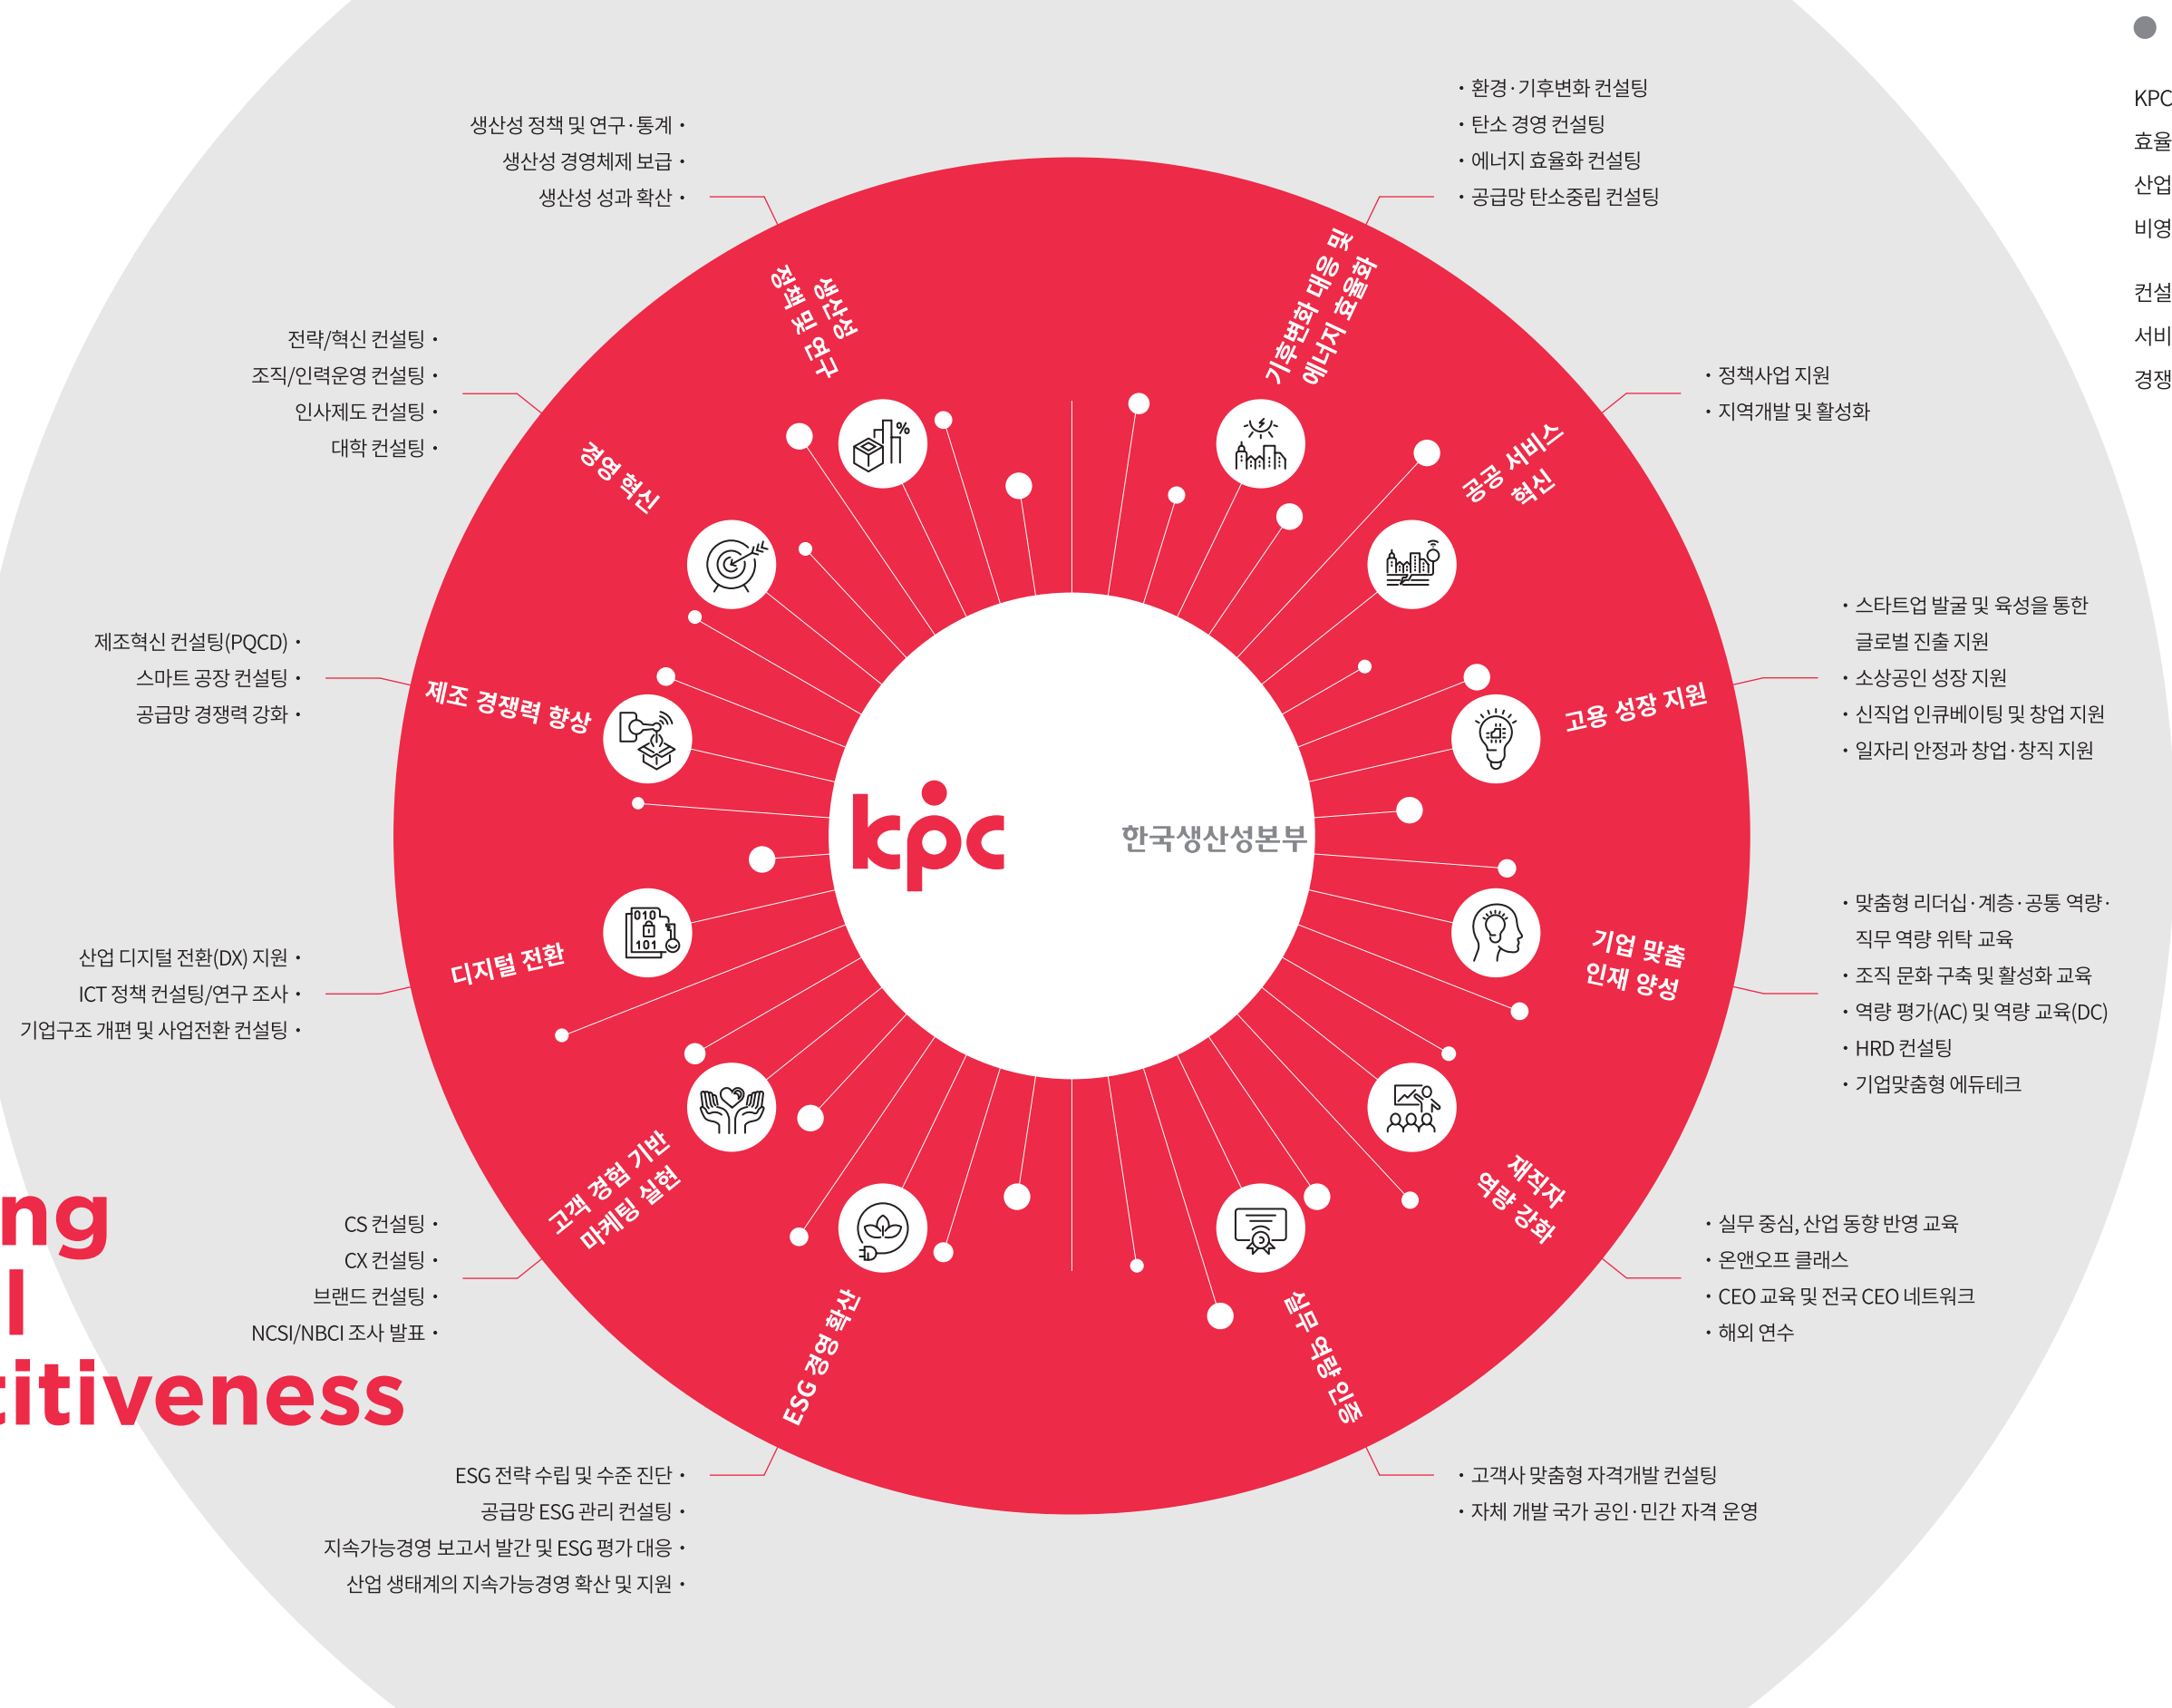 생산성 정책 및 연구·통계 •
생산성 경영체제 보급 •
생산성 성과 확산 •
생산성
정책 및 연구
전략/혁신 컨설팅 •
조직/인력운영 컨설팅 •
인사제도 컨설팅 •
대학 컨설팅 •
경영 혁신
제조혁신 컨설팅(PQCD) •
스마트 공장 컨설팅 •
공급망 경쟁력 강화 •
제조 경쟁력 향상
산업 디지털 전환(DX) 지원 •
ICT 정책 컨설팅/연구 조사 •
기업구조 개편 및 사업전환 컨설팅 •
디지털 전환
CS 컨설팅 •
CX 컨설팅 •
브랜드 컨설팅 •
NCSI/NBCI 조사 발표 •
고객 경험 기반
마케팅 실현
ESG 전략 수립 및 수준 진단 •
공급망 ESG 관리 컨설팅 •
지속가능경영 보고서 발간 및 ESG 평가 대응 •
산업 생태계의 지속가능경영 확산 및 지원 •
ESG 경영 확산
kpc
한국생산성본부
• 환경·기후변화 컨설팅
• 탄소 경영 컨설팅
• 에너지 효율화 컨설팅
• 공급망 탄소중립 컨설팅
기후변화 대응 및
에너지 효율화
• 정책사업 지원
• 지역개발 및 활성화
공공 서비스
혁신
• 스타트업 발굴 및 육성을 통한
글로벌 진출 지원
• 소상공인 성장 지원
• 신직업 인큐베이팅 및 창업 지원
• 일자리 안정과 창업·창직 지원
고용 성장 지원
• 맞춤형 리더십·계층·공통 역량·
직무 역량 위탁 교육
• 조직 문화 구축 및 활성화 교육
• 역량 평가(AC) 및 역량 교육(DC)
• HRD 컨설팅
• 기업맞춤형 에듀테크
기업 맞춤
인재 양성
• 실무 중심, 산업 동향 반영 교육
• 온앤오프 클래스
• CEO 교육 및 전국 CEO 네트워크
• 해외 연수
재직자
역량 강화
• 고객사 맞춤형 자격개발 컨설팅
• 자체 개발 국가 공인·민간 자격 운영
실무 역량 인증
%
010
101
ng
l
titiveness
KPC
효율
산업
비영
컨설
서비
경쟁